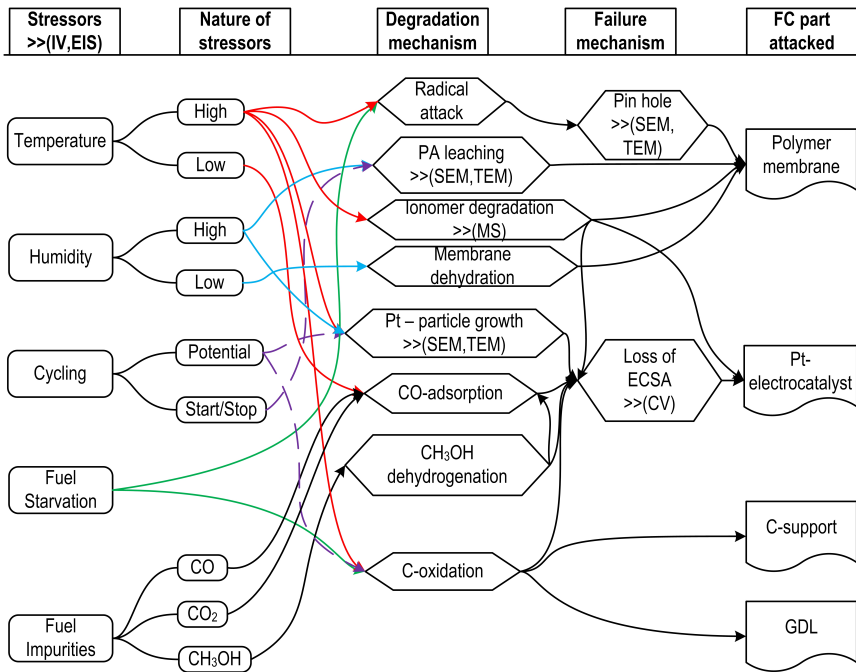 Stressors
>>(IV,EIS)
Nature of
stressors
Degradation
mechanism
Failure
mechanism
FC part
attacked
Temperature
High
Low
Humidity
High
Low
Cycling
Potential
Start/Stop
Fuel
Starvation
Fuel
Impurities
CO
CO₂
CH₃OH
Radical
attack
PA leaching
>>(SEM,TEM)
Ionomer degradation
>>(MS)
Membrane
dehydration
Pt – particle growth
>>(SEM,TEM)
CO-adsorption
CH₃OH
dehydrogenation
C-oxidation
Pin hole
>>(SEM,
TEM)
Loss of
ECSA
>>(CV)
Polymer
membrane
Pt-
electrocatalyst
C-support
GDL